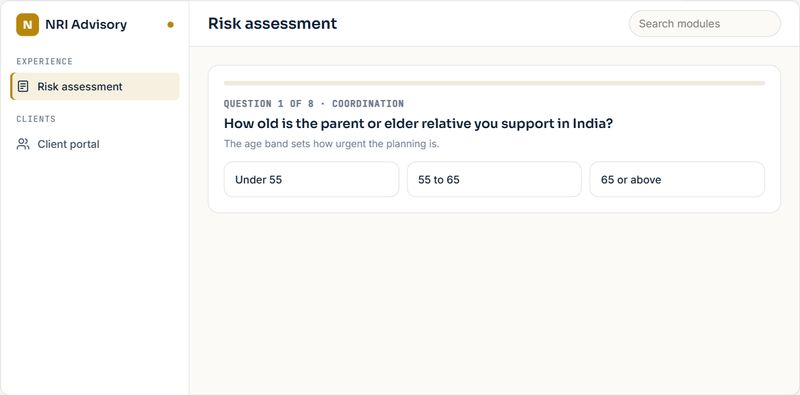 N NRI Advisory
EXPERIENCE
Risk assessment
CLIENTS
Client portal
Risk assessment
Search modules
QUESTION 1 OF 8 · COORDINATION
How old is the parent or elder relative you support in India?
The age band sets how urgent the planning is.
Under 55
55 to 65
65 or above